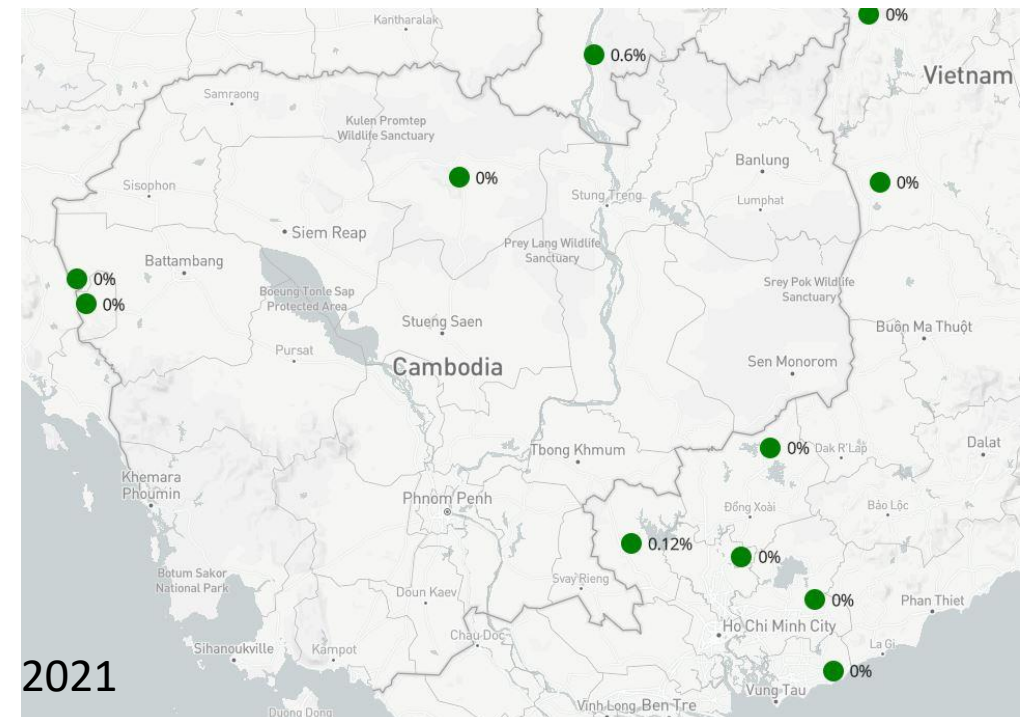 Kantharalak
0%
0.6%
Vietnam
Samraong
Kulen Promtep
Wildlife Sanctuary
Banlung
0%
0%
Sisophon
Stung Treng
Lumphat
Siem Reap
Prey Lang Wildlife
Sanctuary
Battambang
0%
0%
Boeung Tonle Sap
Protected Area
Srey Pok Wildlife
Sanctuary
Stueng Saen
Buôn Ma Thuột
Pursat
Cambodia
Sen Monorom
Tbong Khmum
0%
Dak R'Lap
Dalat
Khemara
Phoumin
Phnom Penh
Đồng Xoài
Bảo Lộc
0.12%
0%
Botum Sakor
National Park
Svay Rieng
Doun Kaev
0%
Phan Thiet
Ho Chi Minh City
Chau Doc
Sihanoukville
Kampot
La Gi
2021
0%
Vung Tau
Vĩnh Long
Ben Tre
Duong Dong